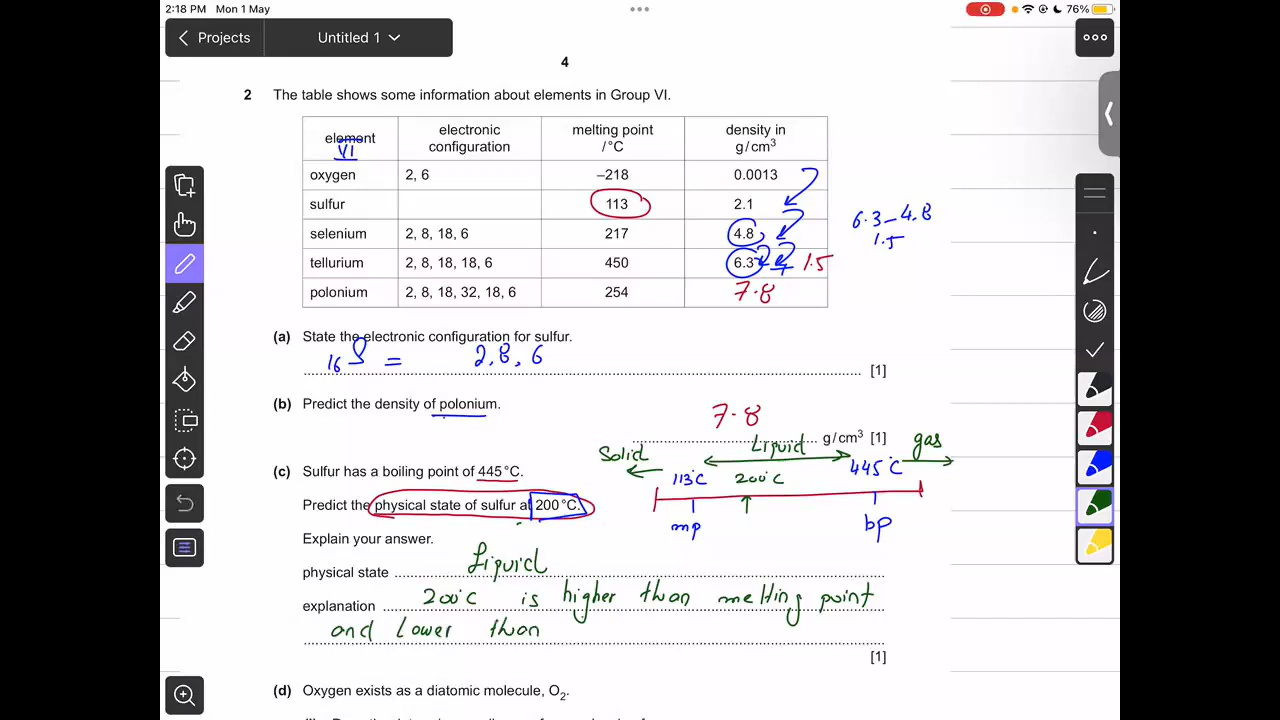 2:18 PM Mon 1 May
76%
Projects
Untitled 1
4
2 The table shows some information about elements in Group VI.
element VI
electronic configuration
melting point /°C
density in g/cm³
oxygen 2, 6 –218 0.0013
sulfur 113 2.1
selenium 2, 8, 18, 6 217 4.8
tellurium 2, 8, 18, 18, 6 450 6.3 1.5
polonium 2, 8, 18, 32, 18, 6 254 7.8
6.3-4.8
1.5
(a) State the electronic configuration for sulfur.
₁₆S = 2, 8, 6
[1]
(b) Predict the density of polonium.
7.8
g/cm³ [1]
Solid Liquid gas
(c) Sulfur has a boiling point of 445 °C.
113°C 200°C 445°C
Predict the physical state of sulfur at 200 °C.
mp bp
Explain your answer.
physical state Liquid
explanation 200°C is higher than melting point
and lower than
[1]
(d) Oxygen exists as a diatomic molecule, O₂.